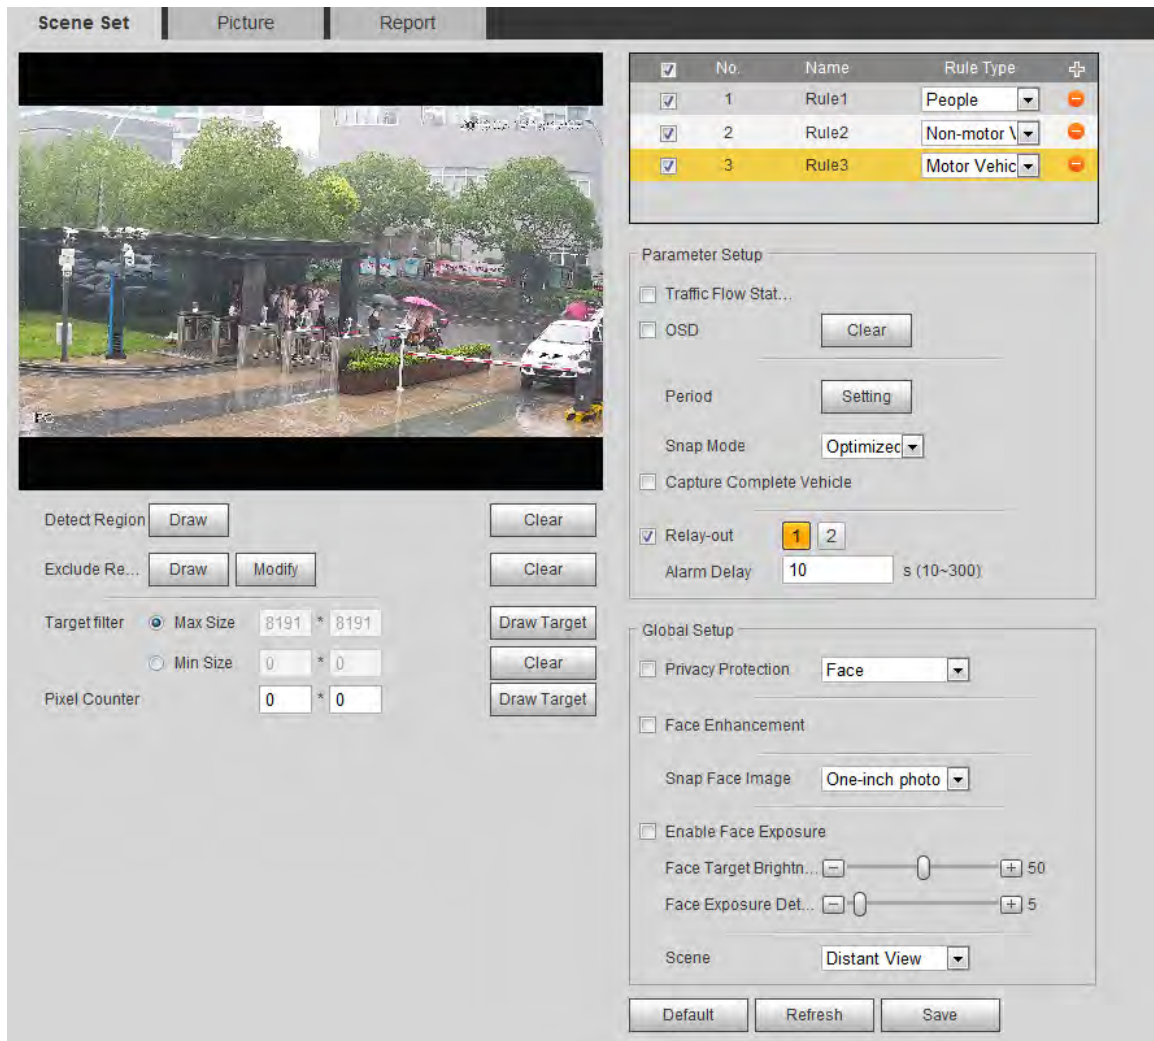 Scene Set Picture Report
No. Name Rule Type
1 Rule1 People
2 Rule2 Non-motor V
3 Rule3 Motor Vehic
Parameter Setup
Traffic Flow Stat...
OSD Clear
Period Setting
Snap Mode Optimized
Capture Complete Vehicle
Relay-out 1 2
Alarm Delay 10 s (10~300)
Detect Region Draw Clear
Exclude Re... Draw Modify Clear
Target filter Max Size 8191 * 8191 Draw Target
Min Size 0 * 0 Clear
Pixel Counter 0 * 0 Draw Target
Global Setup
Privacy Protection Face
Face Enhancement
Snap Face Image One-inch photo
Enable Face Exposure
Face Target Brightn... 50
Face Exposure Det... 5
Scene Distant View
Default Refresh Save